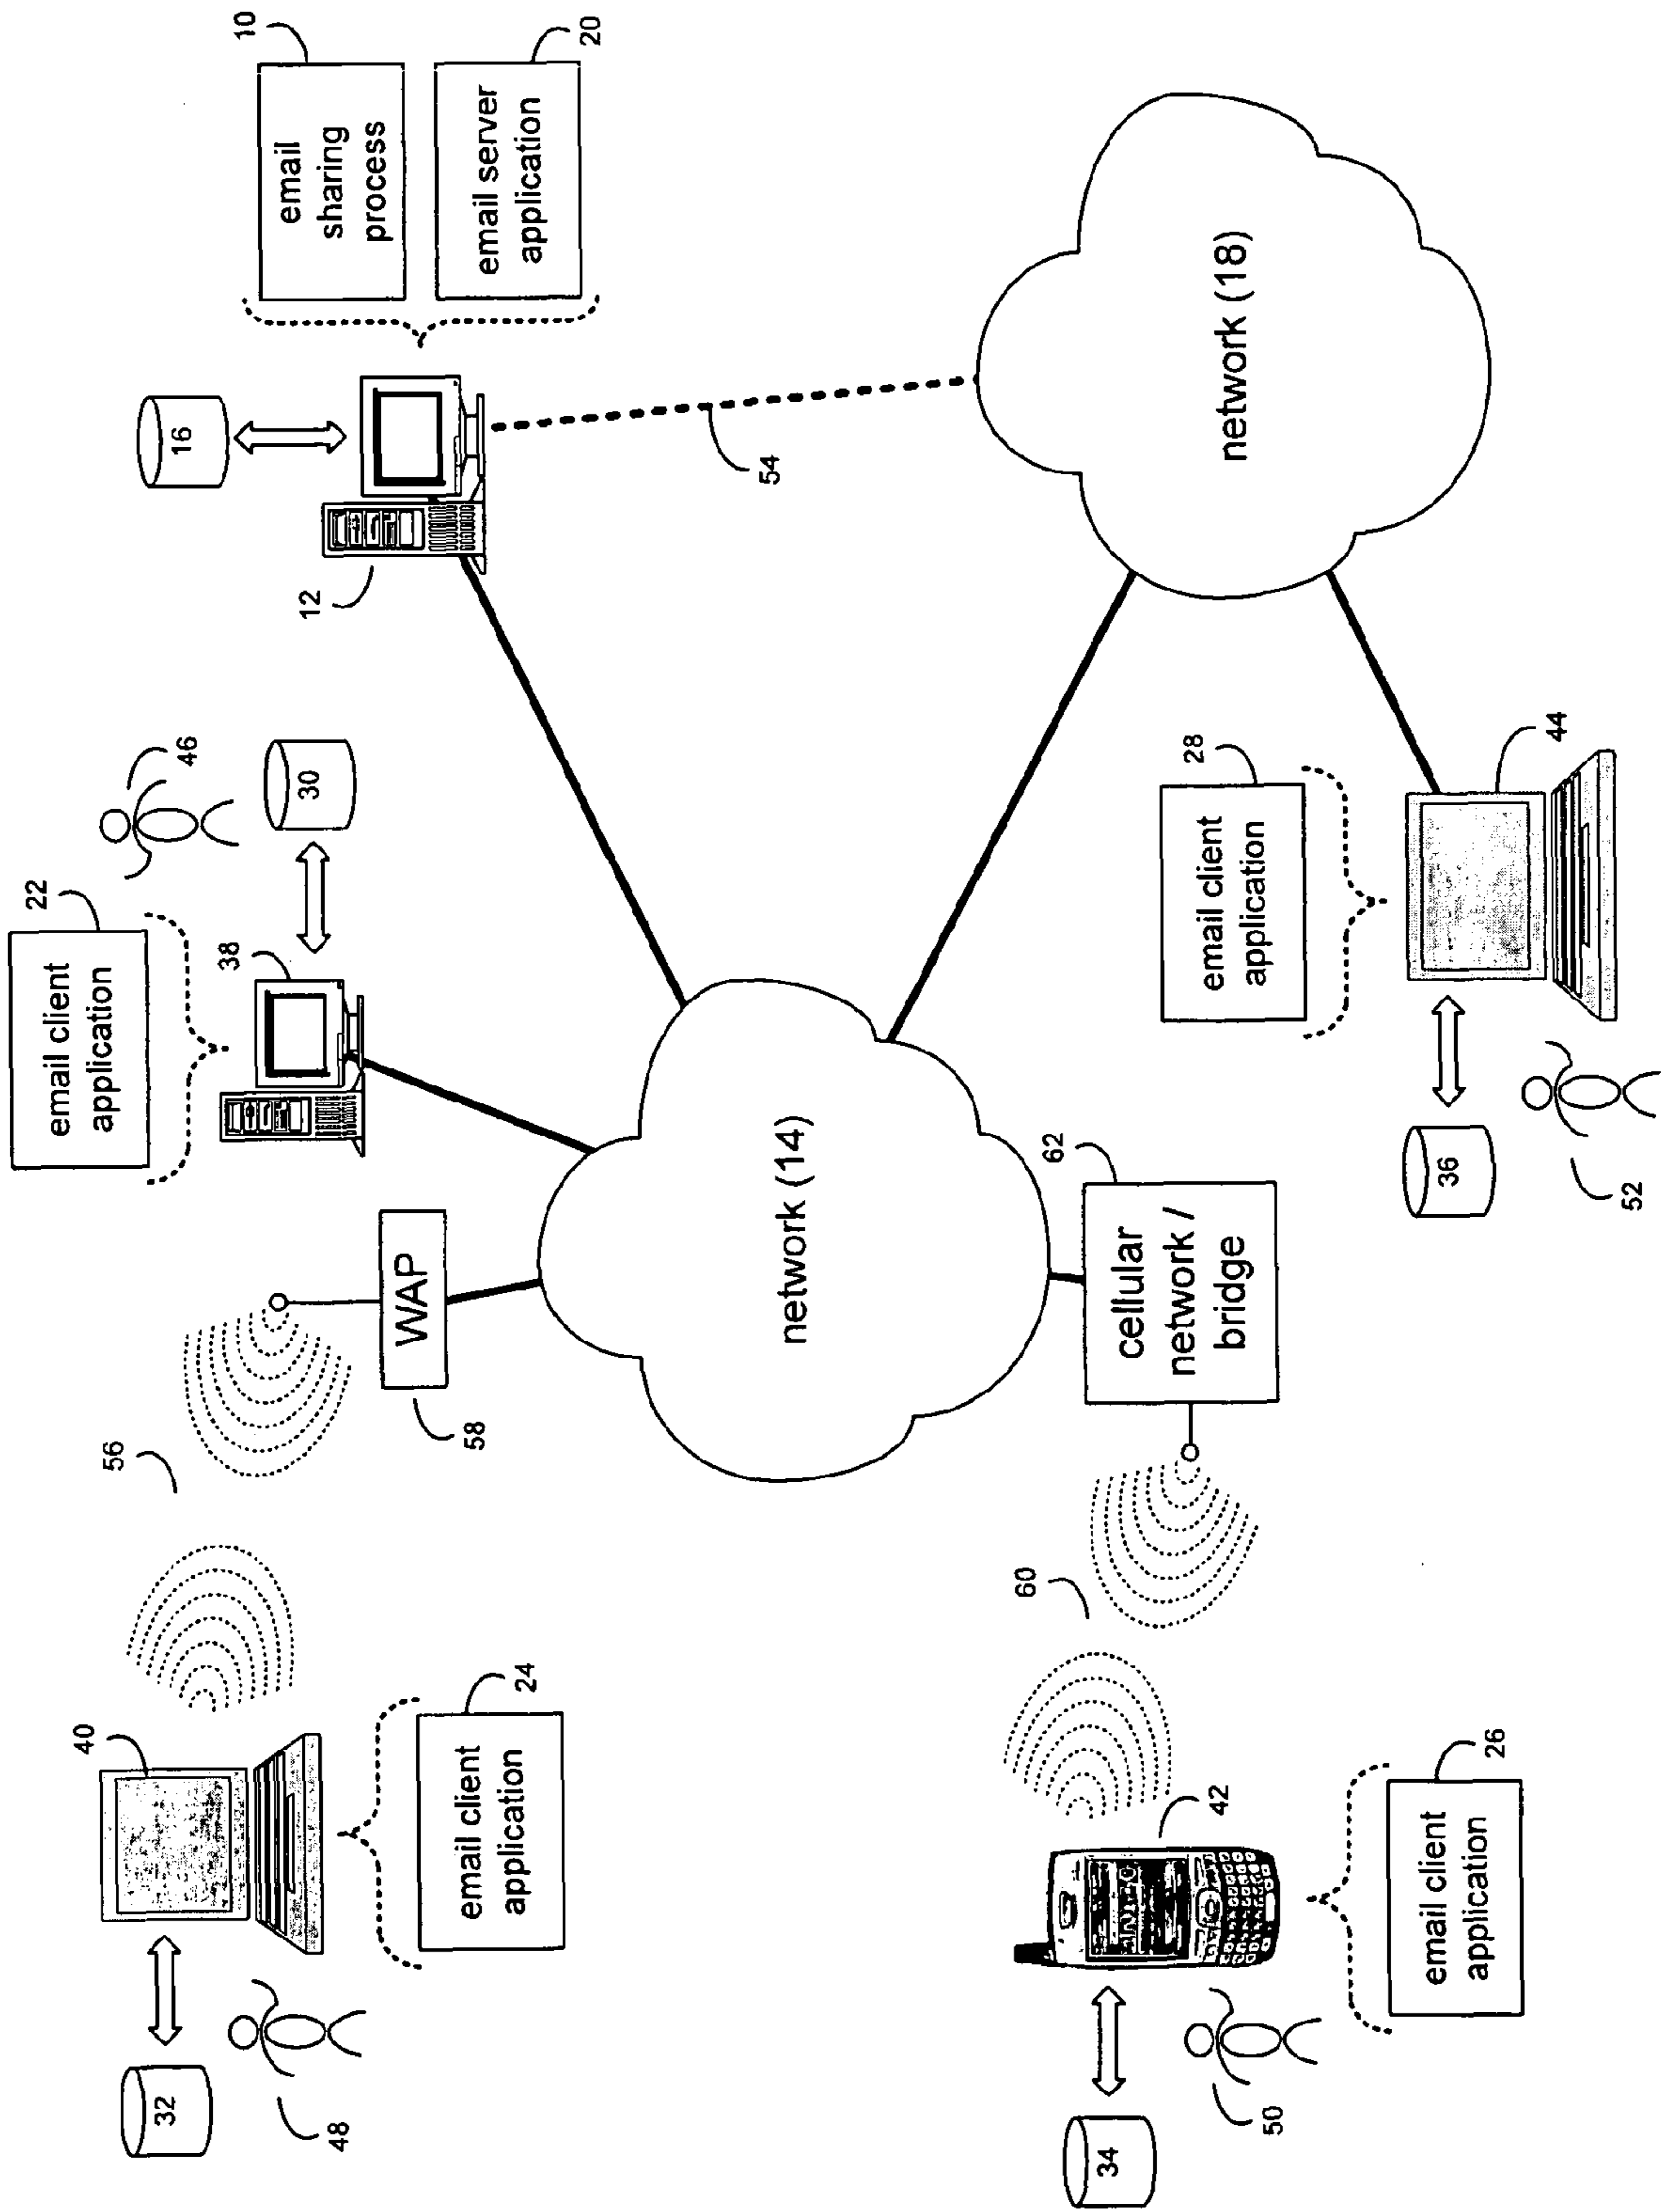 10
email
sharing
process
20
email server
application
16
12
54
network (18)
46
30
22
email client
application
38
28
email client
application
44
36
52
network (14)
62
cellular
network /
bridge
WAP
58
56
60
40
24
email client
application
32
48
42
26
email client
application
34
50